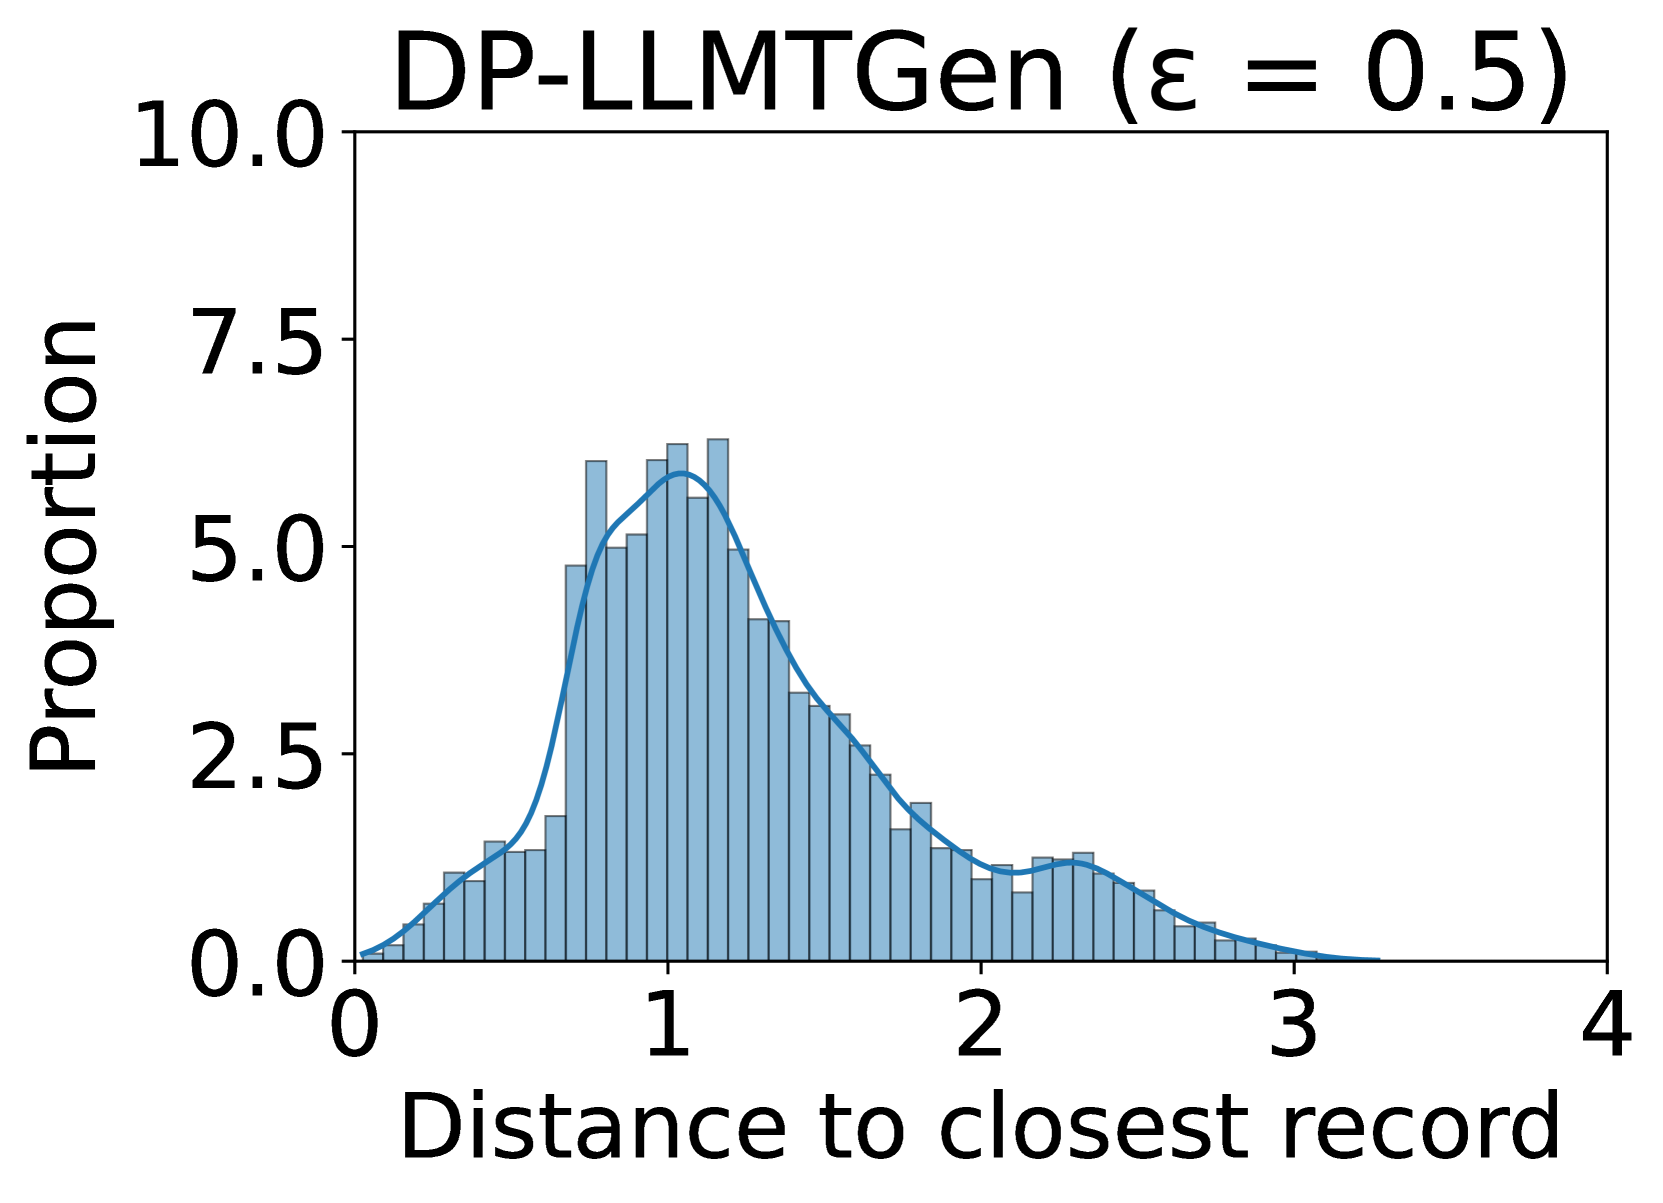 DP-LLMTGen (ε = 0.5)
10.0
7.5
5.0
2.5
0.0
Proportion
0 1 2 3 4
Distance to closest record